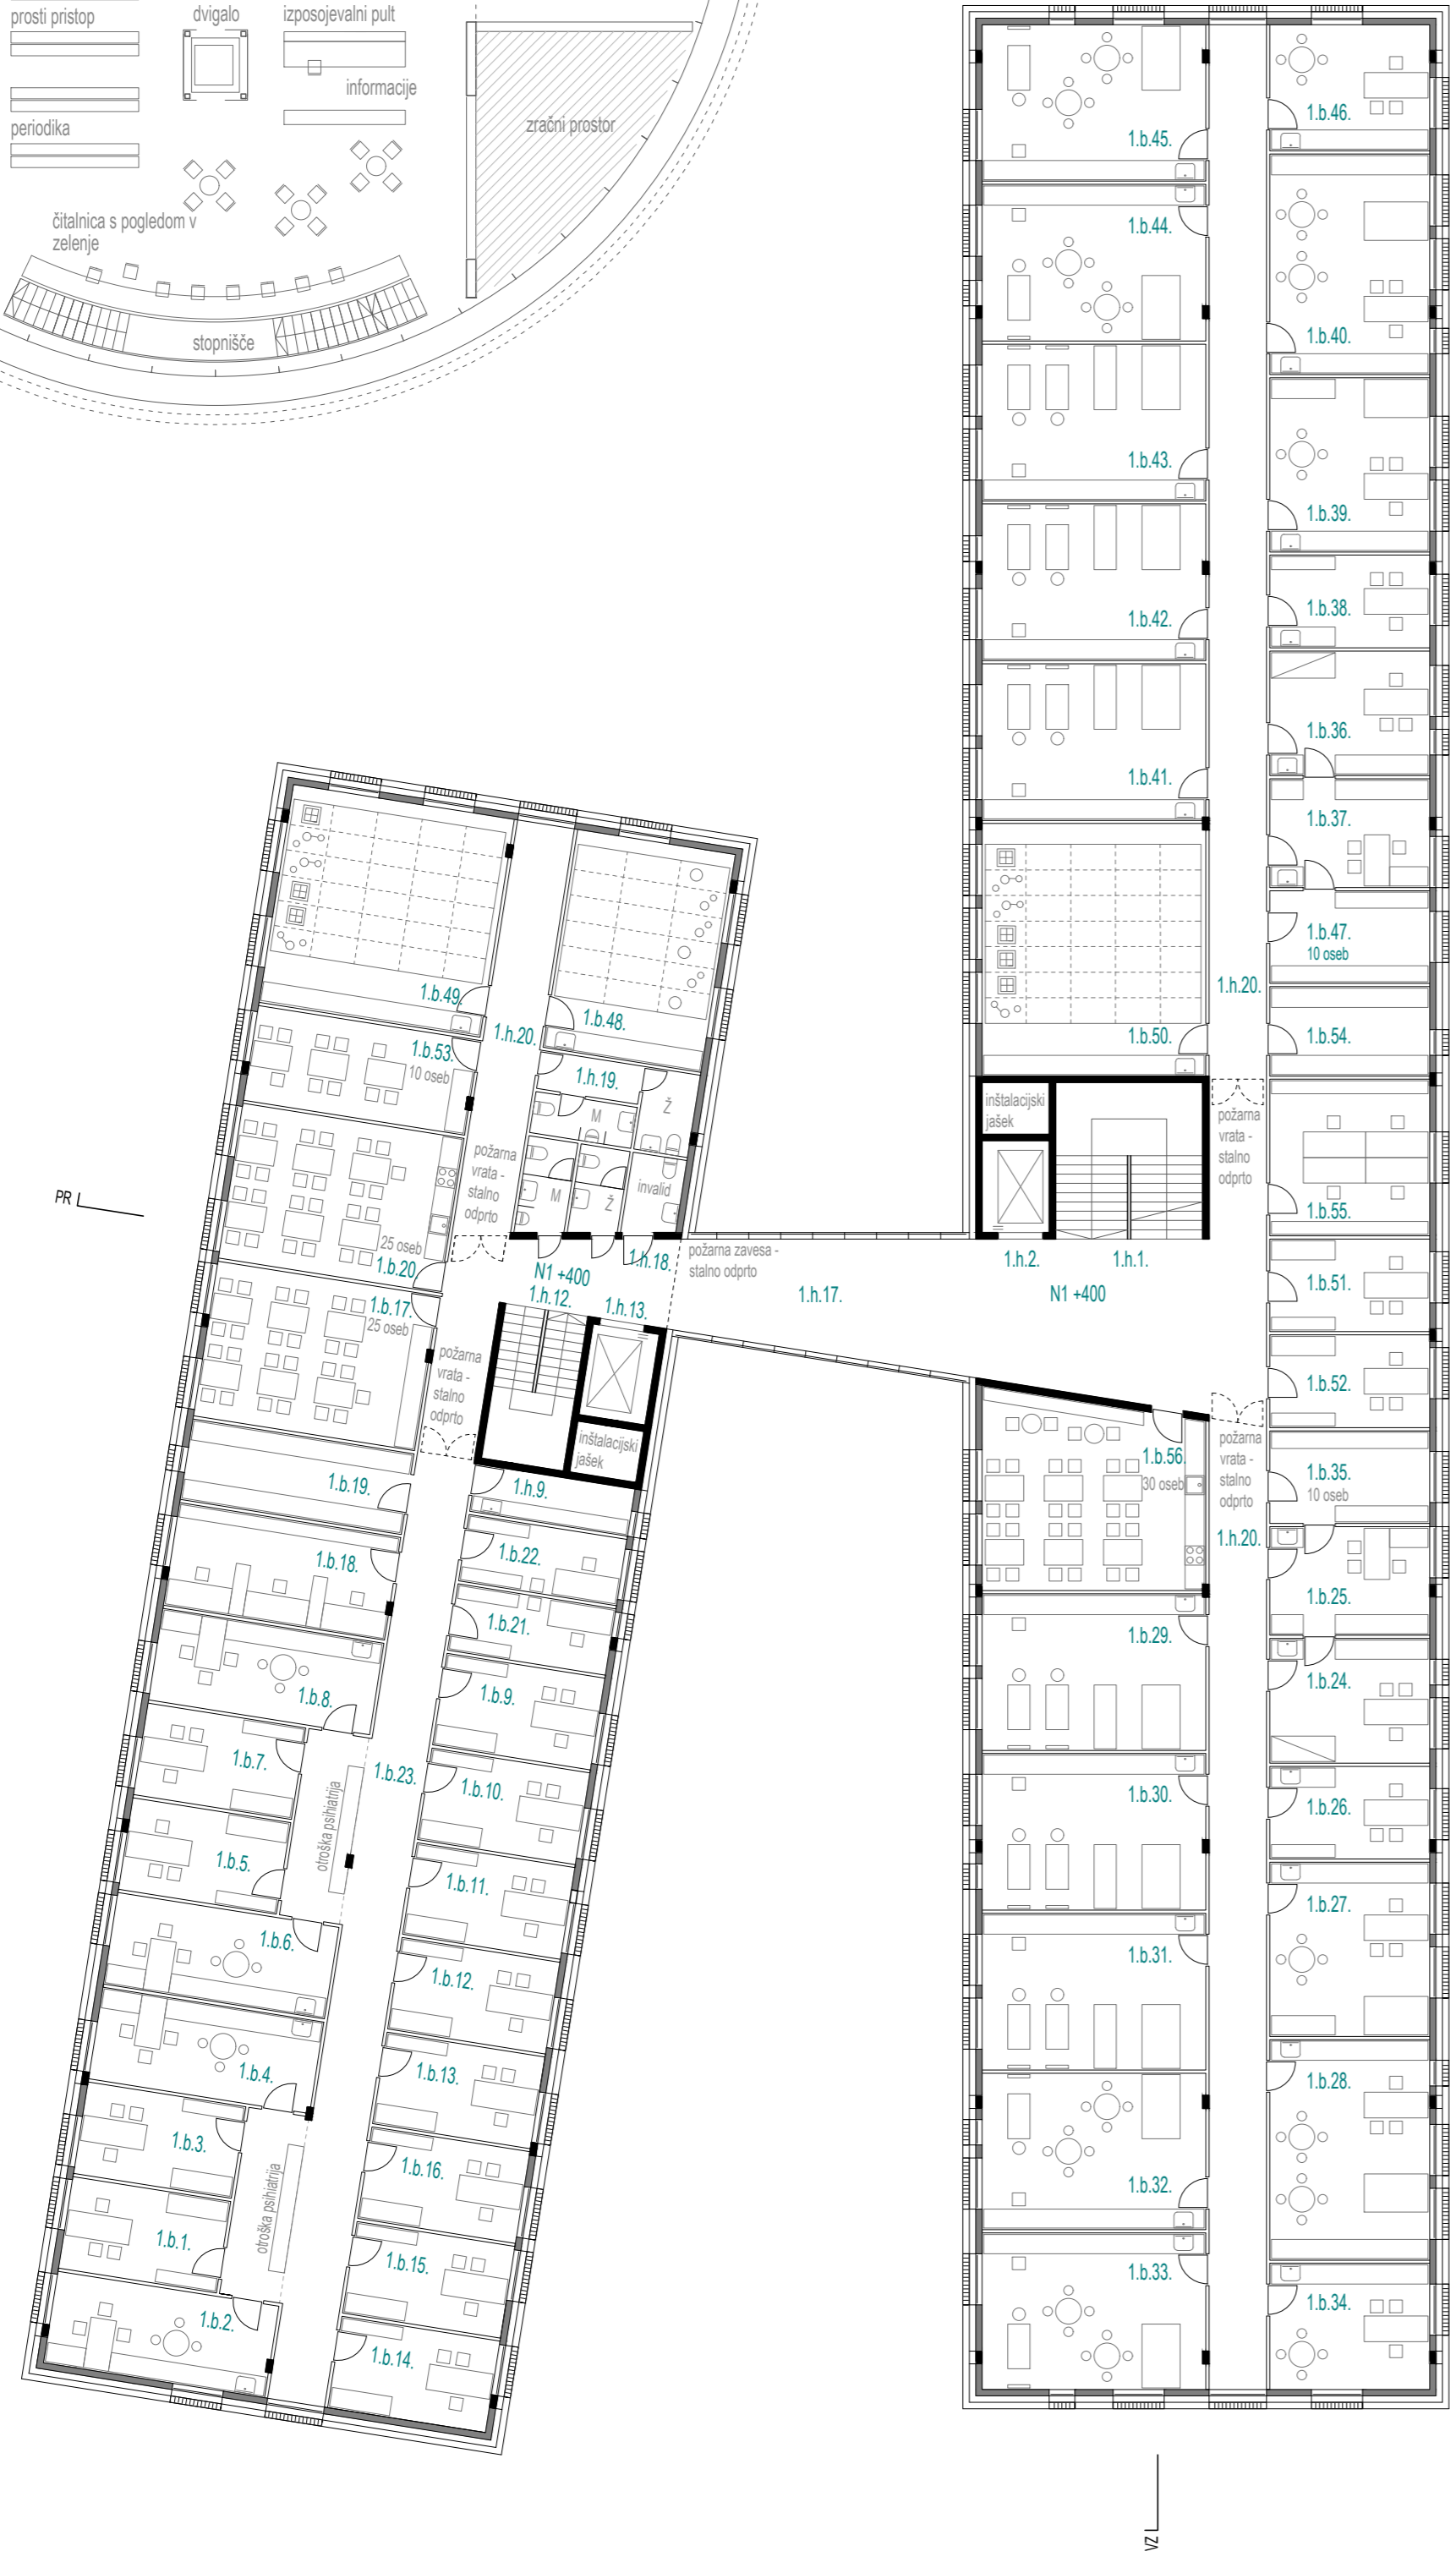 prosti pristop
dvigalo
izposojevalni pult
informacije
periodika
zračni prostor
čitalnica s pogledom v
zelenje
stopnišče
1.b.45.
1.b.46.
1.b.44.
1.b.40.
1.b.43.
1.b.39.
1.b.42.
1.b.38.
1.b.36.
1.b.41.
1.b.37.
1.b.47.
10 oseb
1.h.20.
1.b.50.
1.b.54.
inštalacijski
jašek
požarna
vrata -
stalno
odprto
1.b.55.
1.h.2.
1.h.1.
N1 +400
1.b.51.
1.b.52.
1.b.49.
1.b.48.
1.h.20.
1.b.53.
10 oseb
1.h.19.
M
Ž
požarna
vrata -
stalno
odprto
M
Ž
invalid
PR
25 oseb
1.b.20.
1.h.18.
požarna zavesa -
stalno odprto
1.h.17.
N1 +400
1.h.12.
1.h.13.
1.b.17.
25 oseb
požarna
vrata -
stalno
odprto
inštalacijski
jašek
1.b.56.
30 oseb
požarna
vrata -
stalno
odprto
1.h.20.
1.b.35.
10 oseb
1.b.19.
1.h.9.
1.b.18.
1.b.22.
1.b.21.
1.b.25.
1.b.29.
1.b.24.
1.b.8.
1.b.9.
1.b.7.
1.b.23.
1.b.10.
otroška psihiatrija
1.b.30.
1.b.26.
1.b.5.
1.b.11.
1.b.27.
1.b.6.
1.b.12.
1.b.31.
1.b.4.
1.b.13.
1.b.28.
1.b.3.
1.b.16.
otroška psihiatrija
1.b.32.
1.b.1.
1.b.15.
1.b.33.
1.b.2.
1.b.14.
1.b.34.
VZ